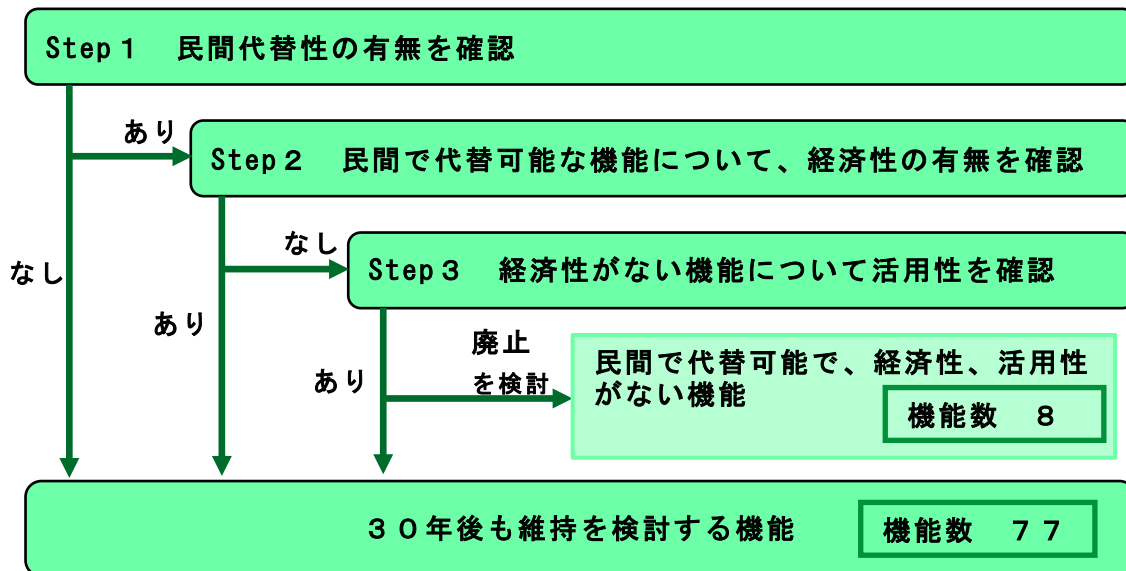 Step１　民間代替性の有無を確認
あり
Step２　民間で代替可能な機能について、経済性の有無を確認
なし
Step３　経済性がない機能について活用性を確認
なし
あり
廃止
を検討
あり
民間で代替可能で、経済性、活用性
がない機能
機能数　８
３０年後も維持を検討する機能
機能数　７７